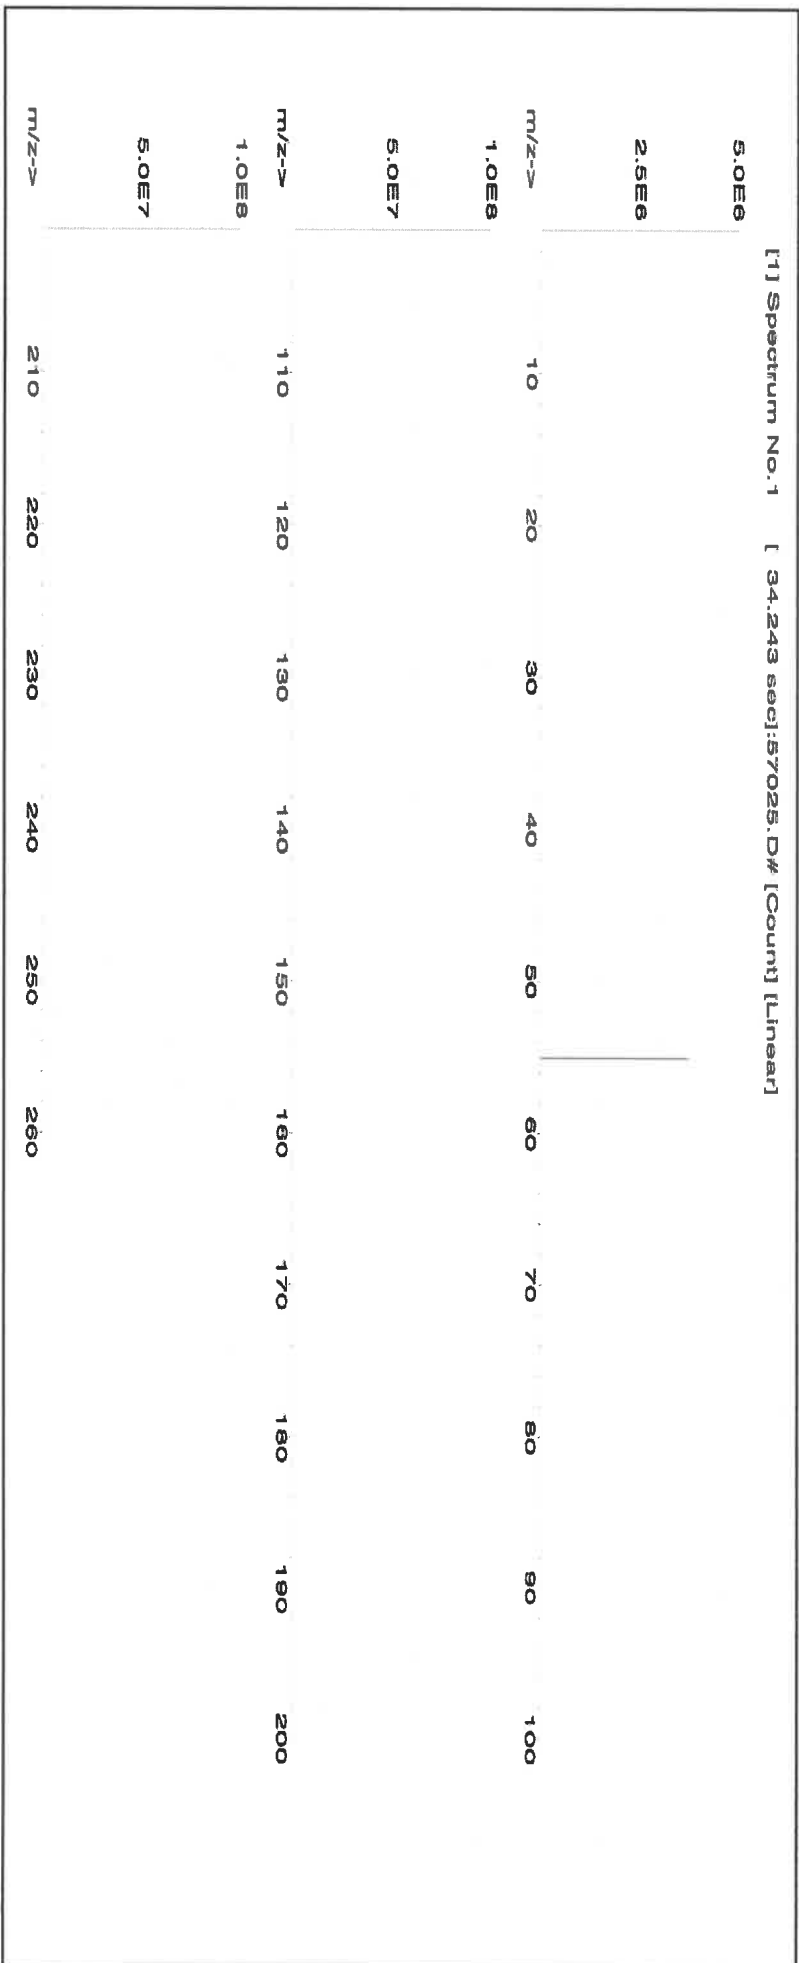 [1] Spectrum No.1 [ 34.243 sec]:57025.D# [Count] [Linear]
5.0E6
2.5E6
m/z-> 10 20 30 40 50 60 70 80 90 100
1.0E8
5.0E7
m/z-> 110 120 130 140 150 160 170 180 190 200
1.0E8
5.0E7
m/z-> 210 220 230 240 250 260